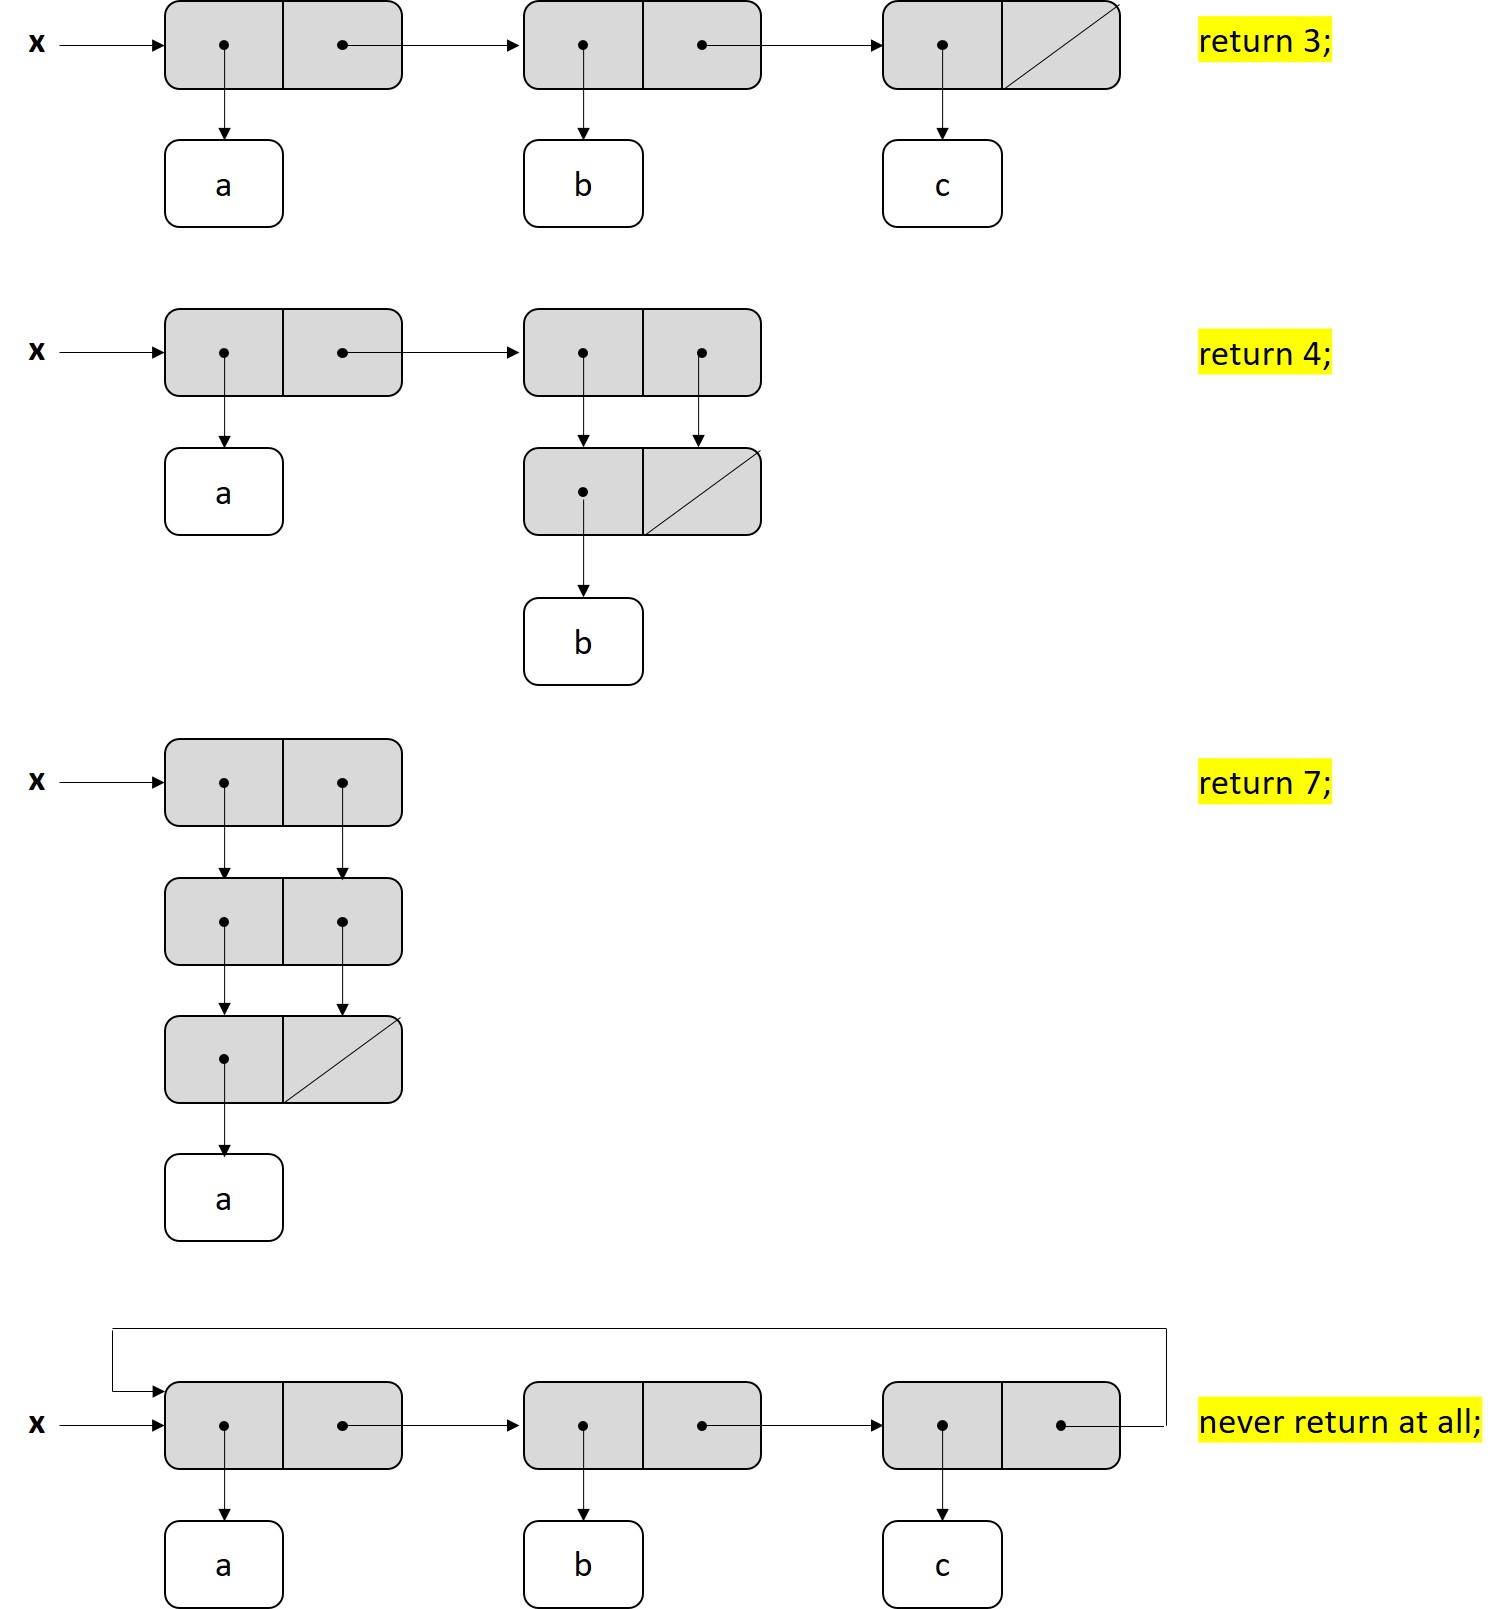 x
return 3;
a b c
x
return 4;
a
b
x
return 7;
a
x
never return at all;
a b c